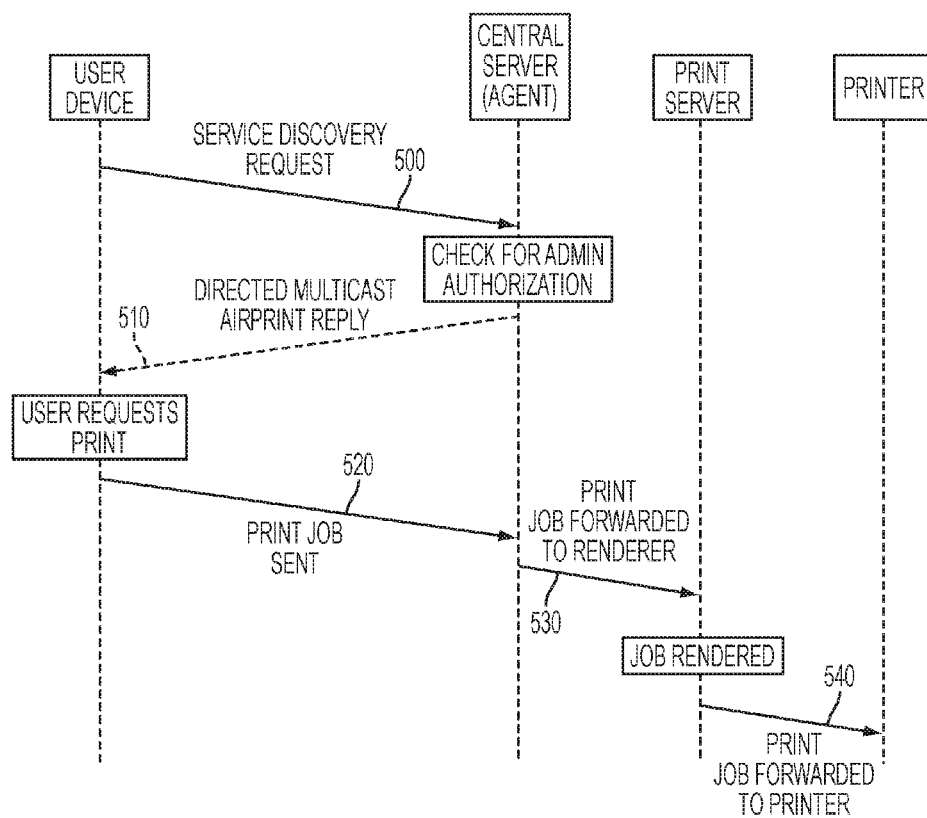 USER
DEVICE
CENTRAL
SERVER
(AGENT)
PRINT
SERVER
PRINTER
SERVICE DISCOVERY
REQUEST
500
CHECK FOR ADMIN
AUTHORIZATION
DIRECTED MULTICAST
AIRPRINT REPLY
510
USER REQUESTS
PRINT
520
PRINT JOB
SENT
PRINT
JOB FORWARDED
TO RENDERER
530
JOB RENDERED
540
PRINT
JOB FORWARDED
TO PRINTER